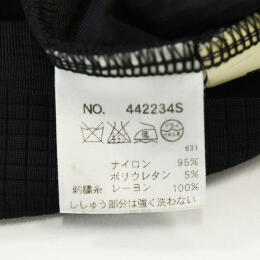 NO. 442234S
631
ナイロン 95%
ポリウレタン 5%
刺繍糸 レーヨン 100%
ししゅう部分は強く洗わない